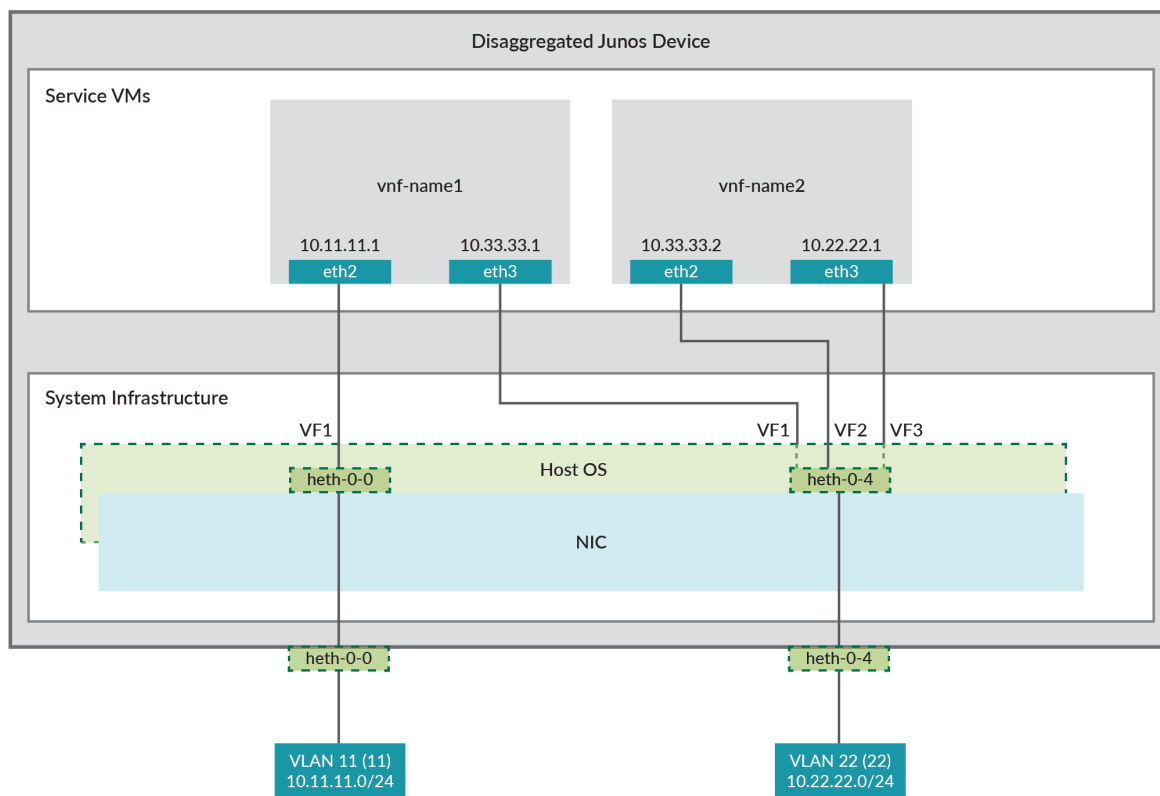 Disaggregated Junos Device
Service VMs
vnf-name1
vnf-name2
10.11.11.1
10.33.33.1
10.33.33.2
10.22.22.1
eth2
eth3
eth2
eth3
System Infrastructure
VF1
VF1
VF2
VF3
Host OS
heth-0-0
heth-0-4
NIC
heth-0-0
heth-0-4
VLAN 11 (11)
10.11.11.0/24
VLAN 22 (22)
10.22.22.0/24